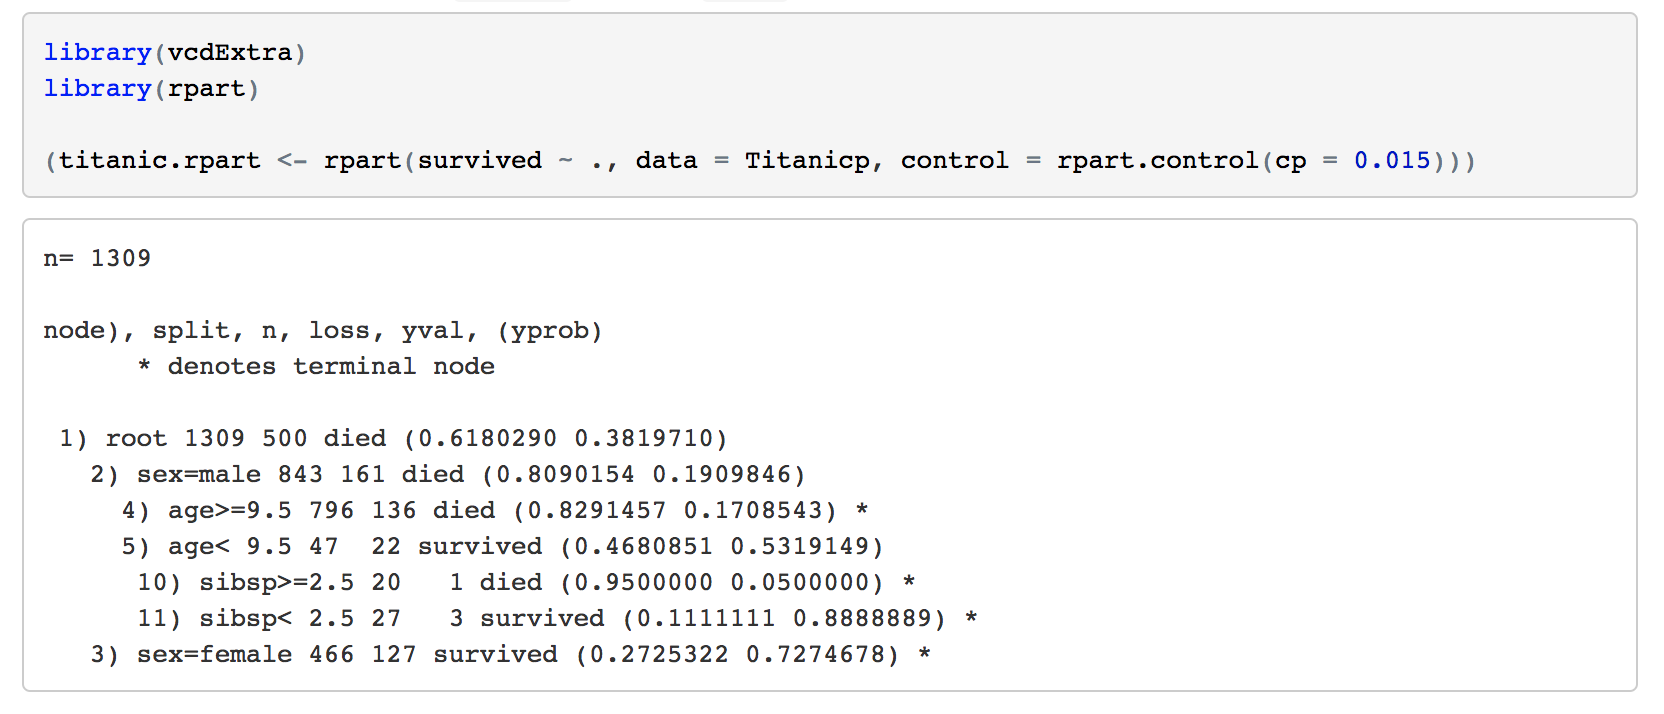 library(vcdExtra)
library(rpart)
(titanic.rpart <- rpart(survived ~ ., data = Titanicp, control = rpart.control(cp = 0.015)))
n= 1309
node), split, n, loss, yval, (yprob)
      * denotes terminal node
 1) root 1309 500 died (0.6180290 0.3819710)
   2) sex=male 843 161 died (0.8090154 0.1909846)
     4) age>=9.5 796 136 died (0.8291457 0.1708543) *
     5) age< 9.5 47  22 survived (0.4680851 0.5319149)
      10) sibsp>=2.5 20   1 died (0.9500000 0.0500000) *
      11) sibsp< 2.5 27   3 survived (0.1111111 0.8888889) *
   3) sex=female 466 127 survived (0.2725322 0.7274678) *